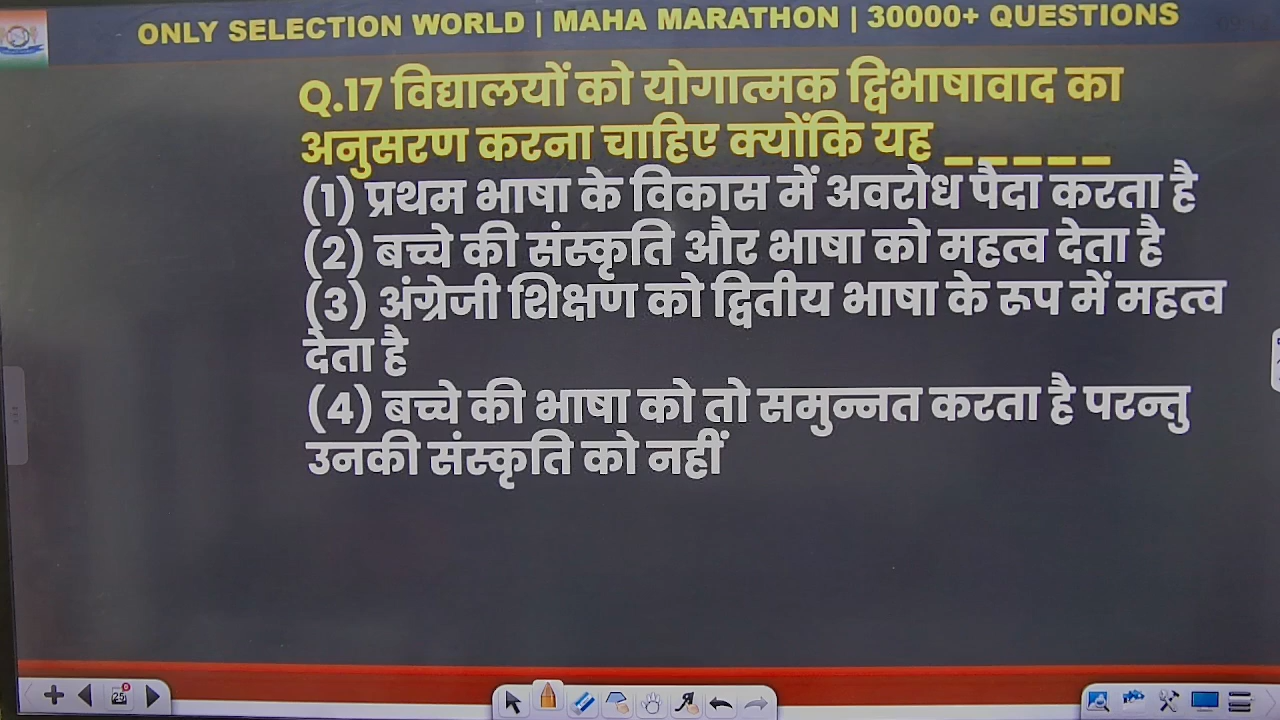 ONLY SELECTION WORLD | MAHA MARATHON | 30000+ QUESTIONS
Q.17 विद्यालयों को योगात्मक द्विभाषावाद का
अनुसरण करना चाहिए क्योंकि यह _ _ _ _ _
(1) प्रथम भाषा के विकास में अवरोध पैदा करता है
(2) बच्चे की संस्कृति और भाषा को महत्व देता है
(3) अंग्रेजी शिक्षण को द्वितीय भाषा के रूप में महत्व
देता है
(4) बच्चे की भाषा को तो समुन्नत करता है परन्तु
उनकी संस्कृति को नहीं
25